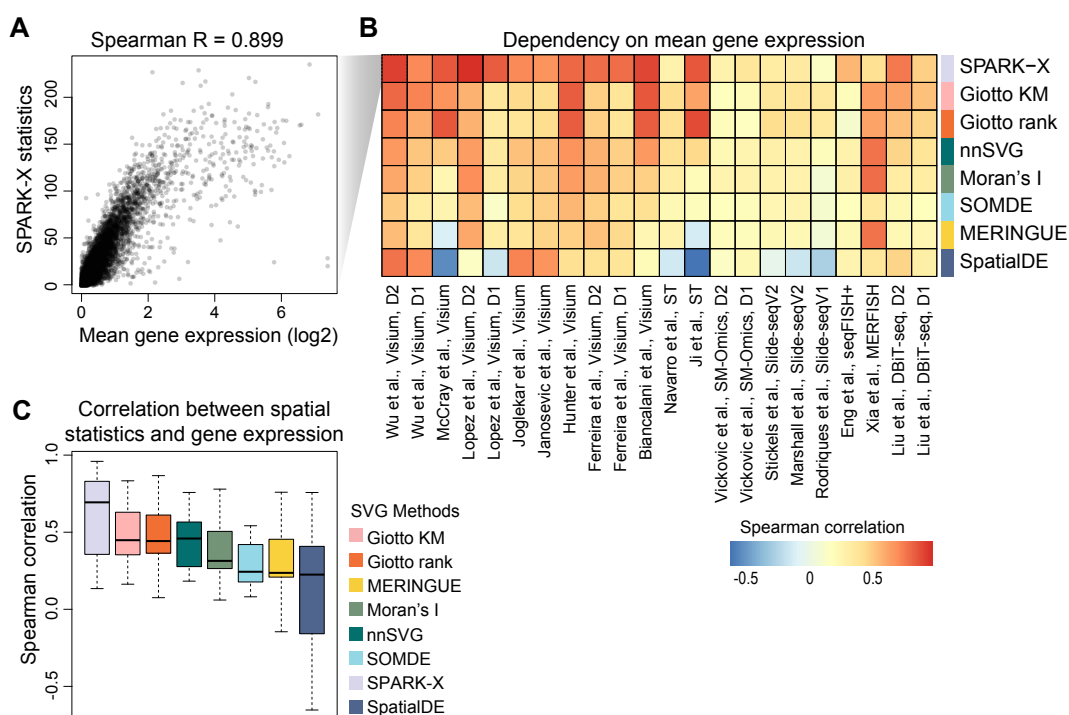 A
Spearman R = 0.899
SPARK-X statistics
200
150
100
50
0
0
2
4
6
Mean gene expression (log2)
B
Dependency on mean gene expression
SPARK−X
Giotto KM
Giotto rank
nnSVG
Moran's I
SOMDE
MERINGUE
SpatialDE
Wu et al., Visium, D2
Wu et al., Visium, D1
McCray et al., Visium
Lopez et al., Visium, D2
Lopez et al., Visium, D1
Joglekar et al., Visium
Janosevic et al., Visium
Hunter et al., Visium
Ferreira et al., Visium, D2
Ferreira et al., Visium, D1
Biancalani et al., Visium
Navarro et al., ST
Ji et al., ST
Vickovic et al., SM-Omics, D2
Vickovic et al., SM-Omics, D1
Stickels et al., Slide-seqV2
Marshall et al., Slide-seqV2
Rodriques et al., Slide-seqV1
Eng et al., seqFISH+
Xia et al., MERFISH
Liu et al., DBiT-seq, D2
Liu et al., DBiT-seq, D1
Spearman correlation
-0.5
0
0.5
C
Correlation between spatial
statistics and gene expression
Spearman correlation
1.0
0.5
0.0
-0.5
SVG Methods
Giotto KM
Giotto rank
MERINGUE
Moran's I
nnSVG
SOMDE
SPARK-X
SpatialDE